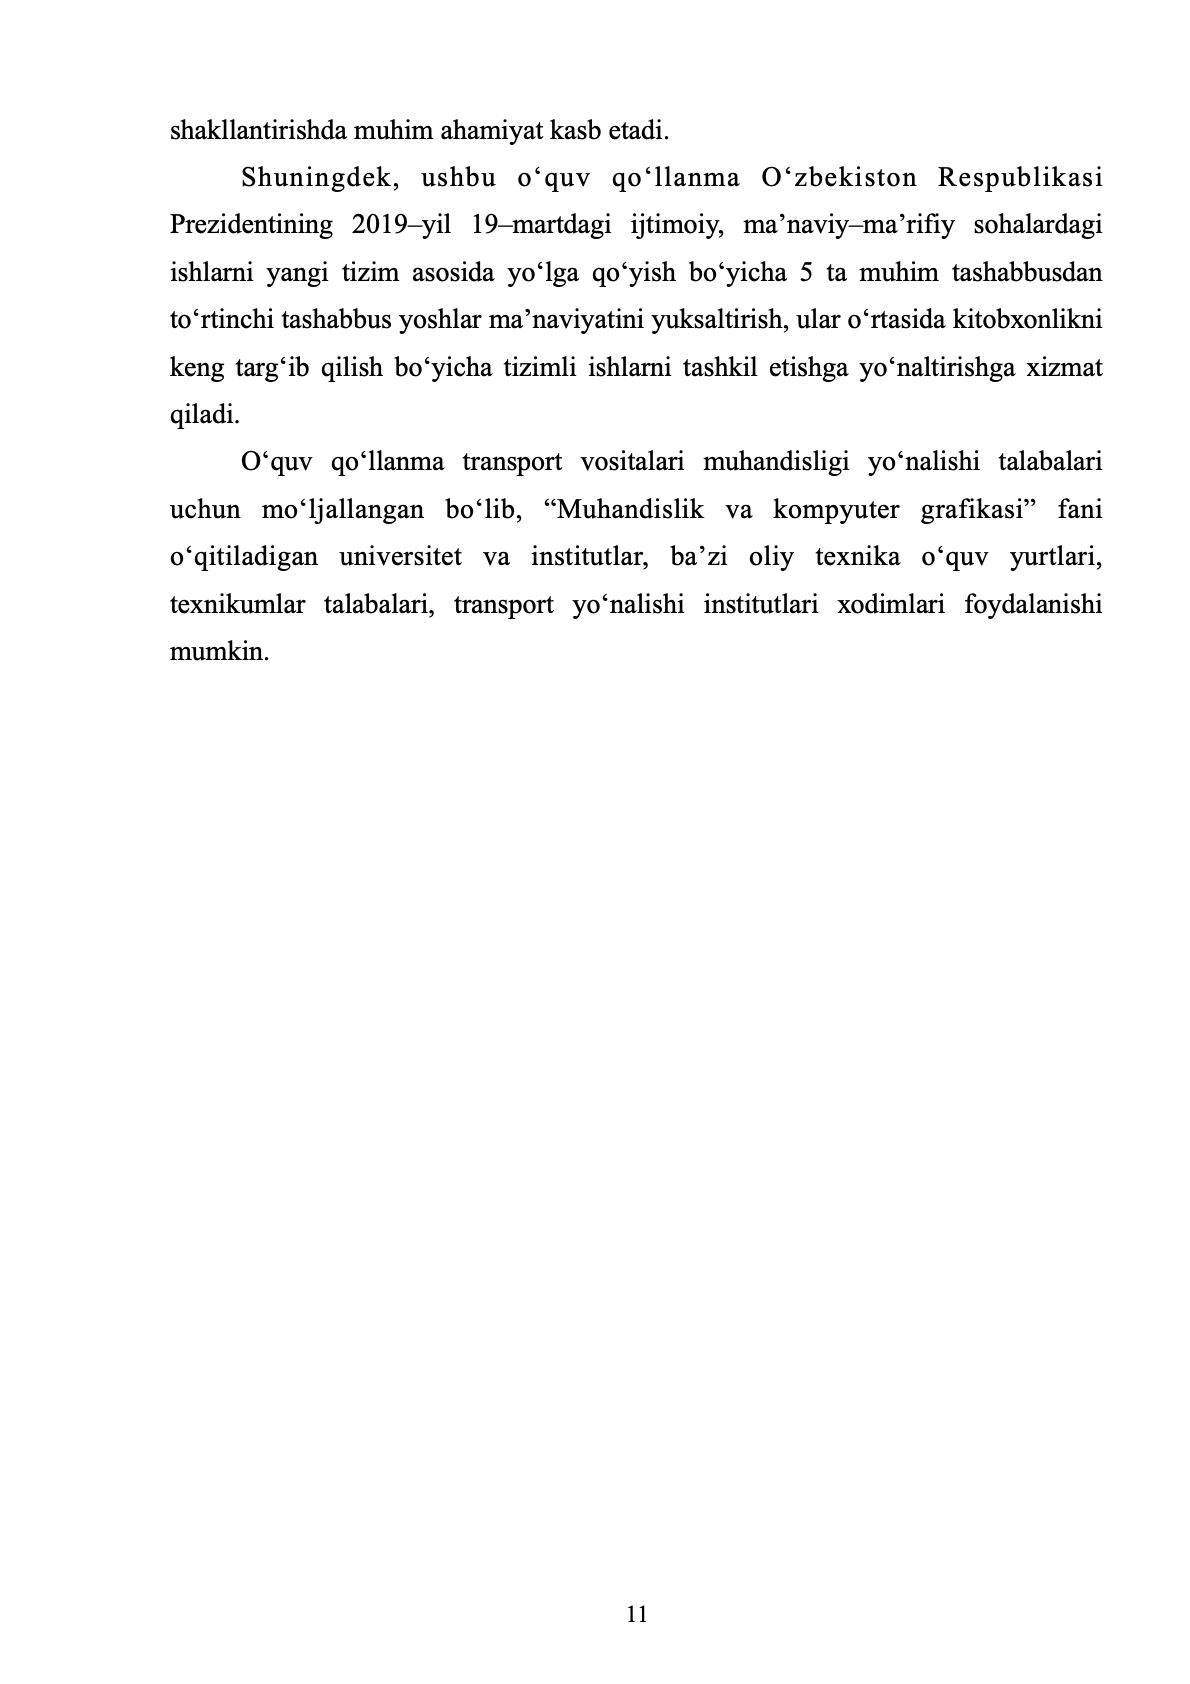 shakllantirishda muhim ahamiyat kasb etadi.
Shuningdek, ushbu o‘quv qo‘llanma O‘zbekiston Respublikasi
Prezidentining 2019–yil 19–martdagi ijtimoiy, ma’naviy–ma’rifiy sohalardagi
ishlarni yangi tizim asosida yo‘lga qo‘yish bo‘yicha 5 ta muhim tashabbusdan
to‘rtinchi tashabbus yoshlar ma’naviyatini yuksaltirish, ular o‘rtasida kitobxonlikni
keng targ‘ib qilish bo‘yicha tizimli ishlarni tashkil etishga yo‘naltirishga xizmat
qiladi.
O‘quv qo‘llanma transport vositalari muhandisligi yo‘nalishi talabalari
uchun mo‘ljallangan bo‘lib, “Muhandislik va kompyuter grafikasi” fani
o‘qitiladigan universitet va institutlar, ba’zi oliy texnika o‘quv yurtlari,
texnikumlar talabalari, transport yo‘nalishi institutlari xodimlari foydalanishi
mumkin.
11